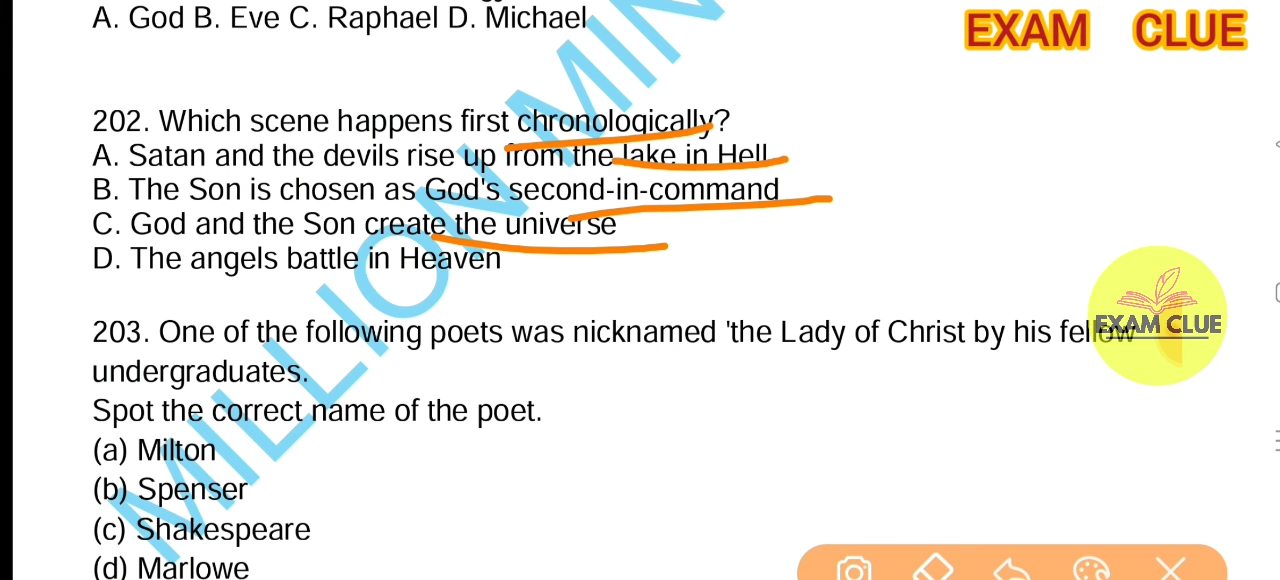 A. God B. Eve C. Raphael D. Michael
EXAM CLUE
202. Which scene happens first chronologically?
A. Satan and the devils rise up from the lake in Hell
B. The Son is chosen as God's second-in-command
C. God and the Son create the universe
D. The angels battle in Heaven
203. One of the following poets was nicknamed 'the Lady of Christ by his fellow
undergraduates.
EXAM CLUE
Spot the correct name of the poet.
(a) Milton
(b) Spenser
(c) Shakespeare
(d) Marlowe
MILLION MIN